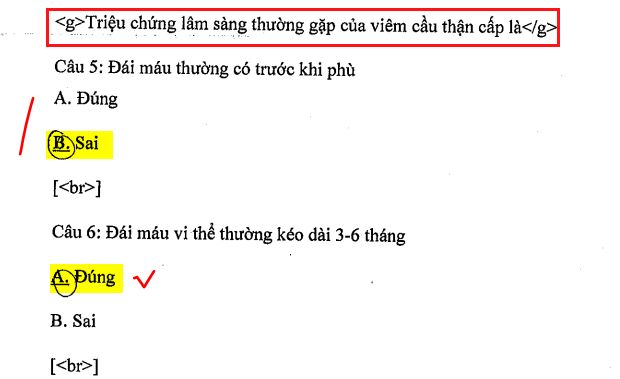 <g>Triệu chứng lâm sàng thường gặp của viêm cầu thận cấp là</g>
Câu 5: Đái máu thường có trước khi phù
A. Đúng
B. Sai
[<br>]
Câu 6: Đái máu vi thể thường kéo dài 3-6 tháng
A. Đúng
B. Sai
[<br>]